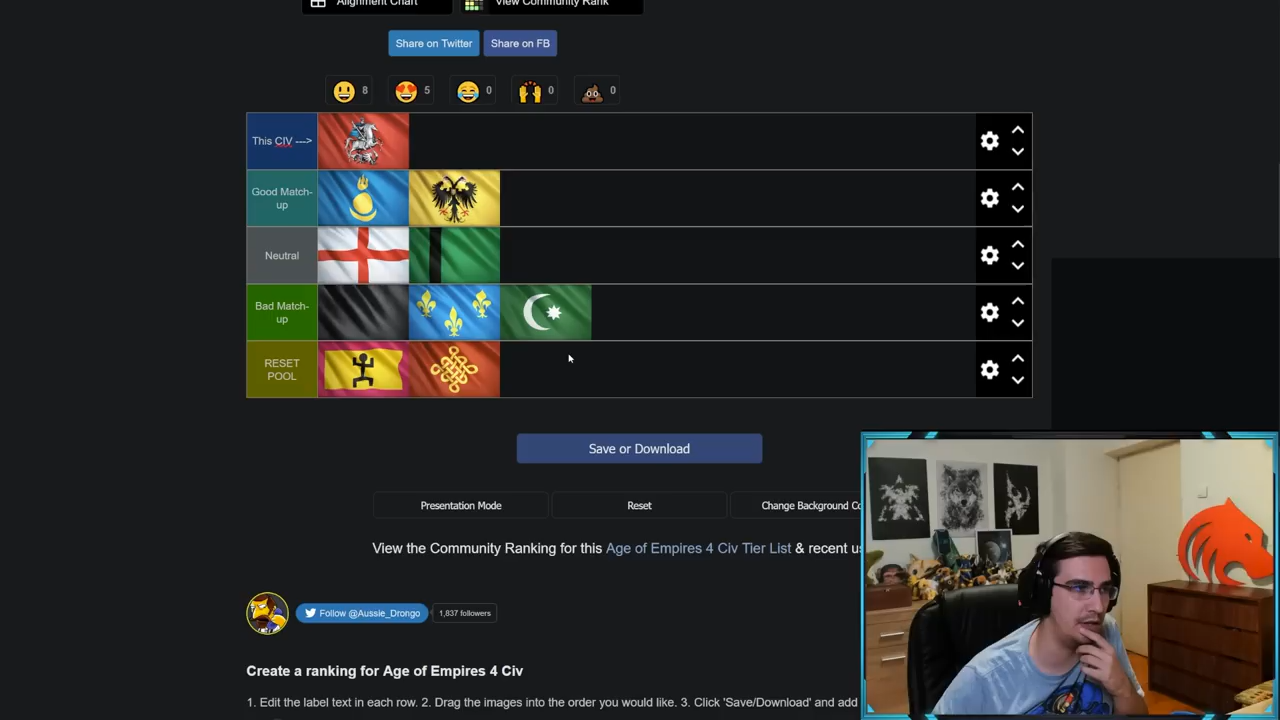 Alignment Chart
View Community Rank
Share on Twitter
Share on FB
8
5
0
0
0
This CIV --->
Good Match-
up
Neutral
Bad Match-
up
RESET
POOL
Save or Download
Presentation Mode
Reset
Change Background Co
View the Community Ranking for this Age of Empires 4 Civ Tier List & recent u
Follow @Aussie_Drongo
1,837 followers
Create a ranking for Age of Empires 4 Civ
1. Edit the label text in each row. 2. Drag the images into the order you would like. 3. Click 'Save/Download' and add